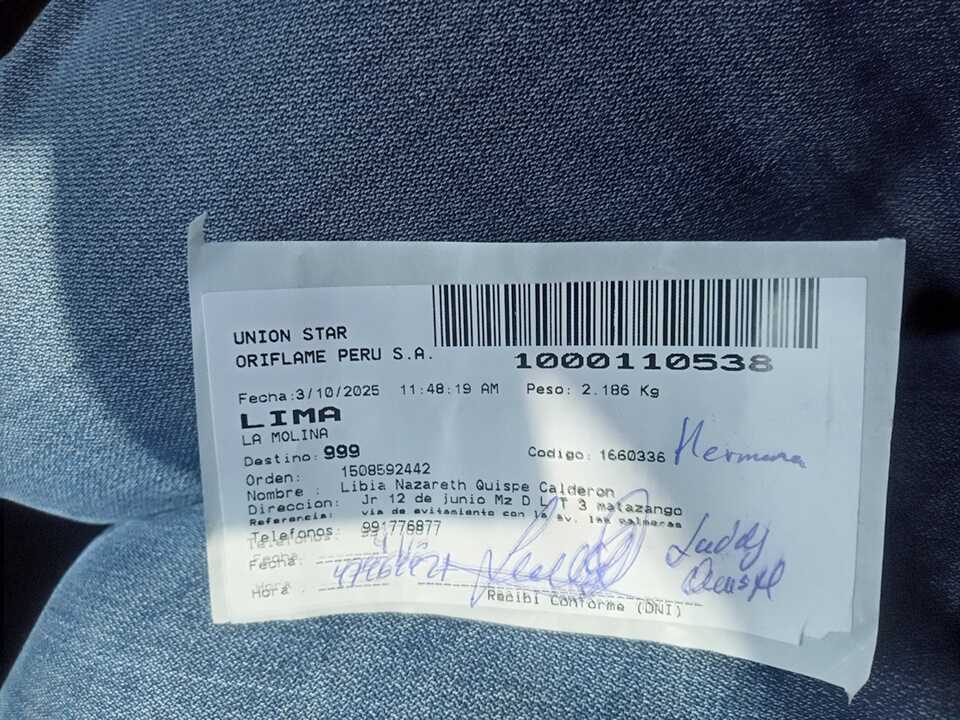 UNION STAR
ORIFLAME PERU S.A.
1000110538
Fecha:3/10/2025 11:48:19 AM Peso: 2.186 Kg
LIMA
LA MOLINA
Destino: 999
Codigo: 1660336 Hermana
Orden: 1508592442
Nombre : Libia Nazareth Quispe Calderon
Direccion: Jr 12 de junio Mz D L T 3 matazango
Referencia: via de evitamiento con la av. las palmeras
Telefonos: 991776877
Fecha:
Hora
Quispe
Recibi Conforme (DNI)